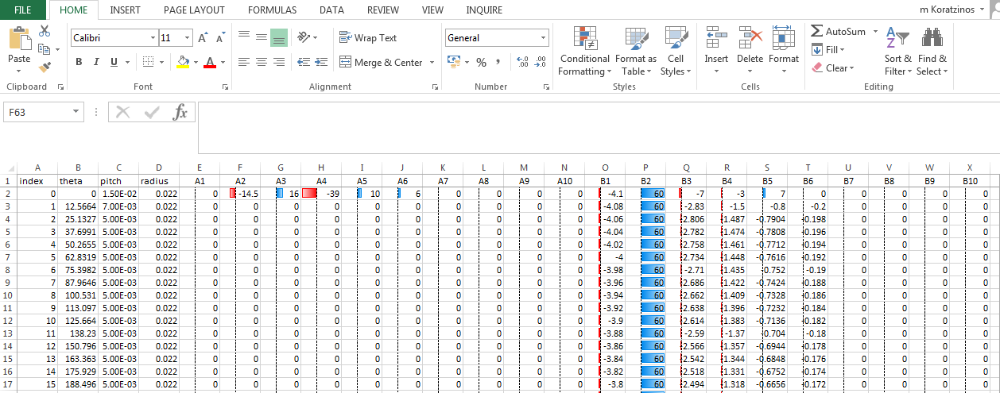 FILE HOME INSERT PAGE LAYOUT FORMULAS DATA REVIEW VIEW INQUIRE m Koratzinos
Paste
Calibri 11 A A
B I U A
Wrap Text
Merge & Center
General
% , .0 .00
Conditional Formatting
Format as Table
Cell Styles
Insert Delete Format
AutoSum
Fill
Clear
Sort & Filter
Find & Select
Clipboard Font Alignment Number Styles Cells Editing
F63 fx
A B C D E F G H I J K L M N O P Q R S T U V W X
1 index theta pitch radius A1 A2 A3 A4 A5 A6 A7 A8 A9 A10 B1 B2 B3 B4 B5 B6 B7 B8 B9 B10
2 0 0 1.50E-02 0.022 0 -14.5 16 -39 10 6 0 0 0 0 -4.1 60 -7 -3 7 0 0 0 0 0
3 1 12.5664 7.00E-03 0.022 0 0 0 0 0 0 0 0 0 0 -4.08 60 -2.83 -1.5 -0.8 -0.2 0 0 0 0
4 2 25.1327 5.00E-03 0.022 0 0 0 0 0 0 0 0 0 0 -4.06 60 -2.806 -1.487 -0.7904 -0.198 0 0 0 0
5 3 37.6991 5.00E-03 0.022 0 0 0 0 0 0 0 0 0 0 -4.04 60 -2.782 -1.474 -0.7808 -0.196 0 0 0 0
6 4 50.2655 5.00E-03 0.022 0 0 0 0 0 0 0 0 0 0 -4.02 60 -2.758 -1.461 -0.7712 -0.194 0 0 0 0
7 5 62.8319 5.00E-03 0.022 0 0 0 0 0 0 0 0 0 0 -4 60 -2.734 -1.448 -0.7616 -0.192 0 0 0 0
8 6 75.3982 5.00E-03 0.022 0 0 0 0 0 0 0 0 0 0 -3.98 60 -2.71 -1.435 -0.752 -0.19 0 0 0 0
9 7 87.9646 5.00E-03 0.022 0 0 0 0 0 0 0 0 0 0 -3.96 60 -2.686 -1.422 -0.7424 -0.188 0 0 0 0
10 8 100.531 5.00E-03 0.022 0 0 0 0 0 0 0 0 0 0 -3.94 60 -2.662 -1.409 -0.7328 -0.186 0 0 0 0
11 9 113.097 5.00E-03 0.022 0 0 0 0 0 0 0 0 0 0 -3.92 60 -2.638 -1.396 -0.7232 -0.184 0 0 0 0
12 10 125.664 5.00E-03 0.022 0 0 0 0 0 0 0 0 0 0 -3.9 60 -2.614 -1.383 -0.7136 -0.182 0 0 0 0
13 11 138.23 5.00E-03 0.022 0 0 0 0 0 0 0 0 0 0 -3.88 60 -2.59 -1.37 -0.704 -0.18 0 0 0 0
14 12 150.796 5.00E-03 0.022 0 0 0 0 0 0 0 0 0 0 -3.86 60 -2.566 -1.357 -0.6944 -0.178 0 0 0 0
15 13 163.363 5.00E-03 0.022 0 0 0 0 0 0 0 0 0 0 -3.84 60 -2.542 -1.344 -0.6848 -0.176 0 0 0 0
16 14 175.929 5.00E-03 0.022 0 0 0 0 0 0 0 0 0 0 -3.82 60 -2.518 -1.331 -0.6752 -0.174 0 0 0 0
17 15 188.496 5.00E-03 0.022 0 0 0 0 0 0 0 0 0 0 -3.8 60 -2.494 -1.318 -0.6656 -0.172 0 0 0 0